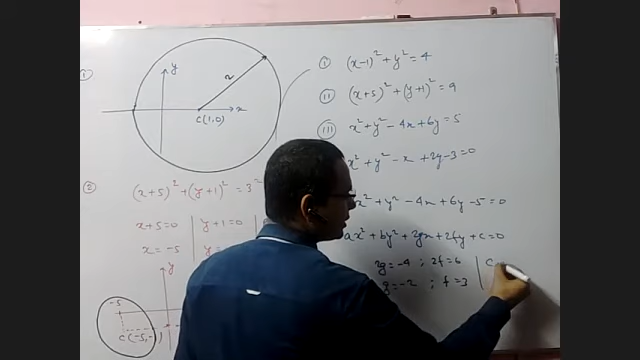 ①
y
r
x
C(1,0)
②
(x+5)² + (y+1)² = 3
x+5=0 | y+1=0
x=-5 | y=
y
-5
C(-5,-1)
Ⓘ (x-1)² + y² = 4
Ⅱ (x+5)² + (y+1)² = 9
Ⅲ x² + y² - 4x + 6y = 5
x² + y² - x + 2y - 3 = 0
x² + y² - 4x + 6y - 5 = 0
ax² + by² + 2gx + 2fy + c = 0
2g = -4 ; 2f = 6 | c
g = -2 ; f = 3